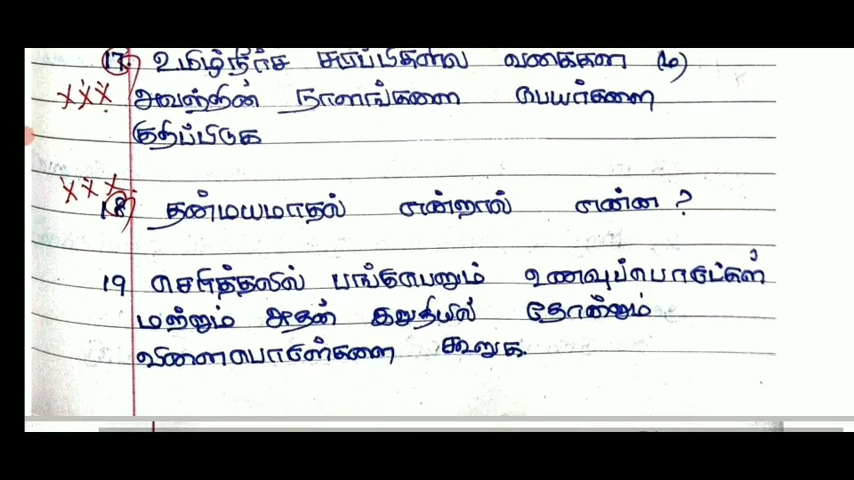 17. உமிழ்நீர்ச் சுரப்பிகளில் வகைகள் (ம)
××× அவற்றின் நாளங்களை பெயர்களை
குறிப்பிடுக
×××
18) தன்மயமாதல் என்றால் என்ன?
19 செரித்தலில் பங்குபெறும் உணவுப்பொருட்கள்
மற்றும் அதன் இறுதியில் தோன்றும்
விளைபொருள்களை கூறுக.